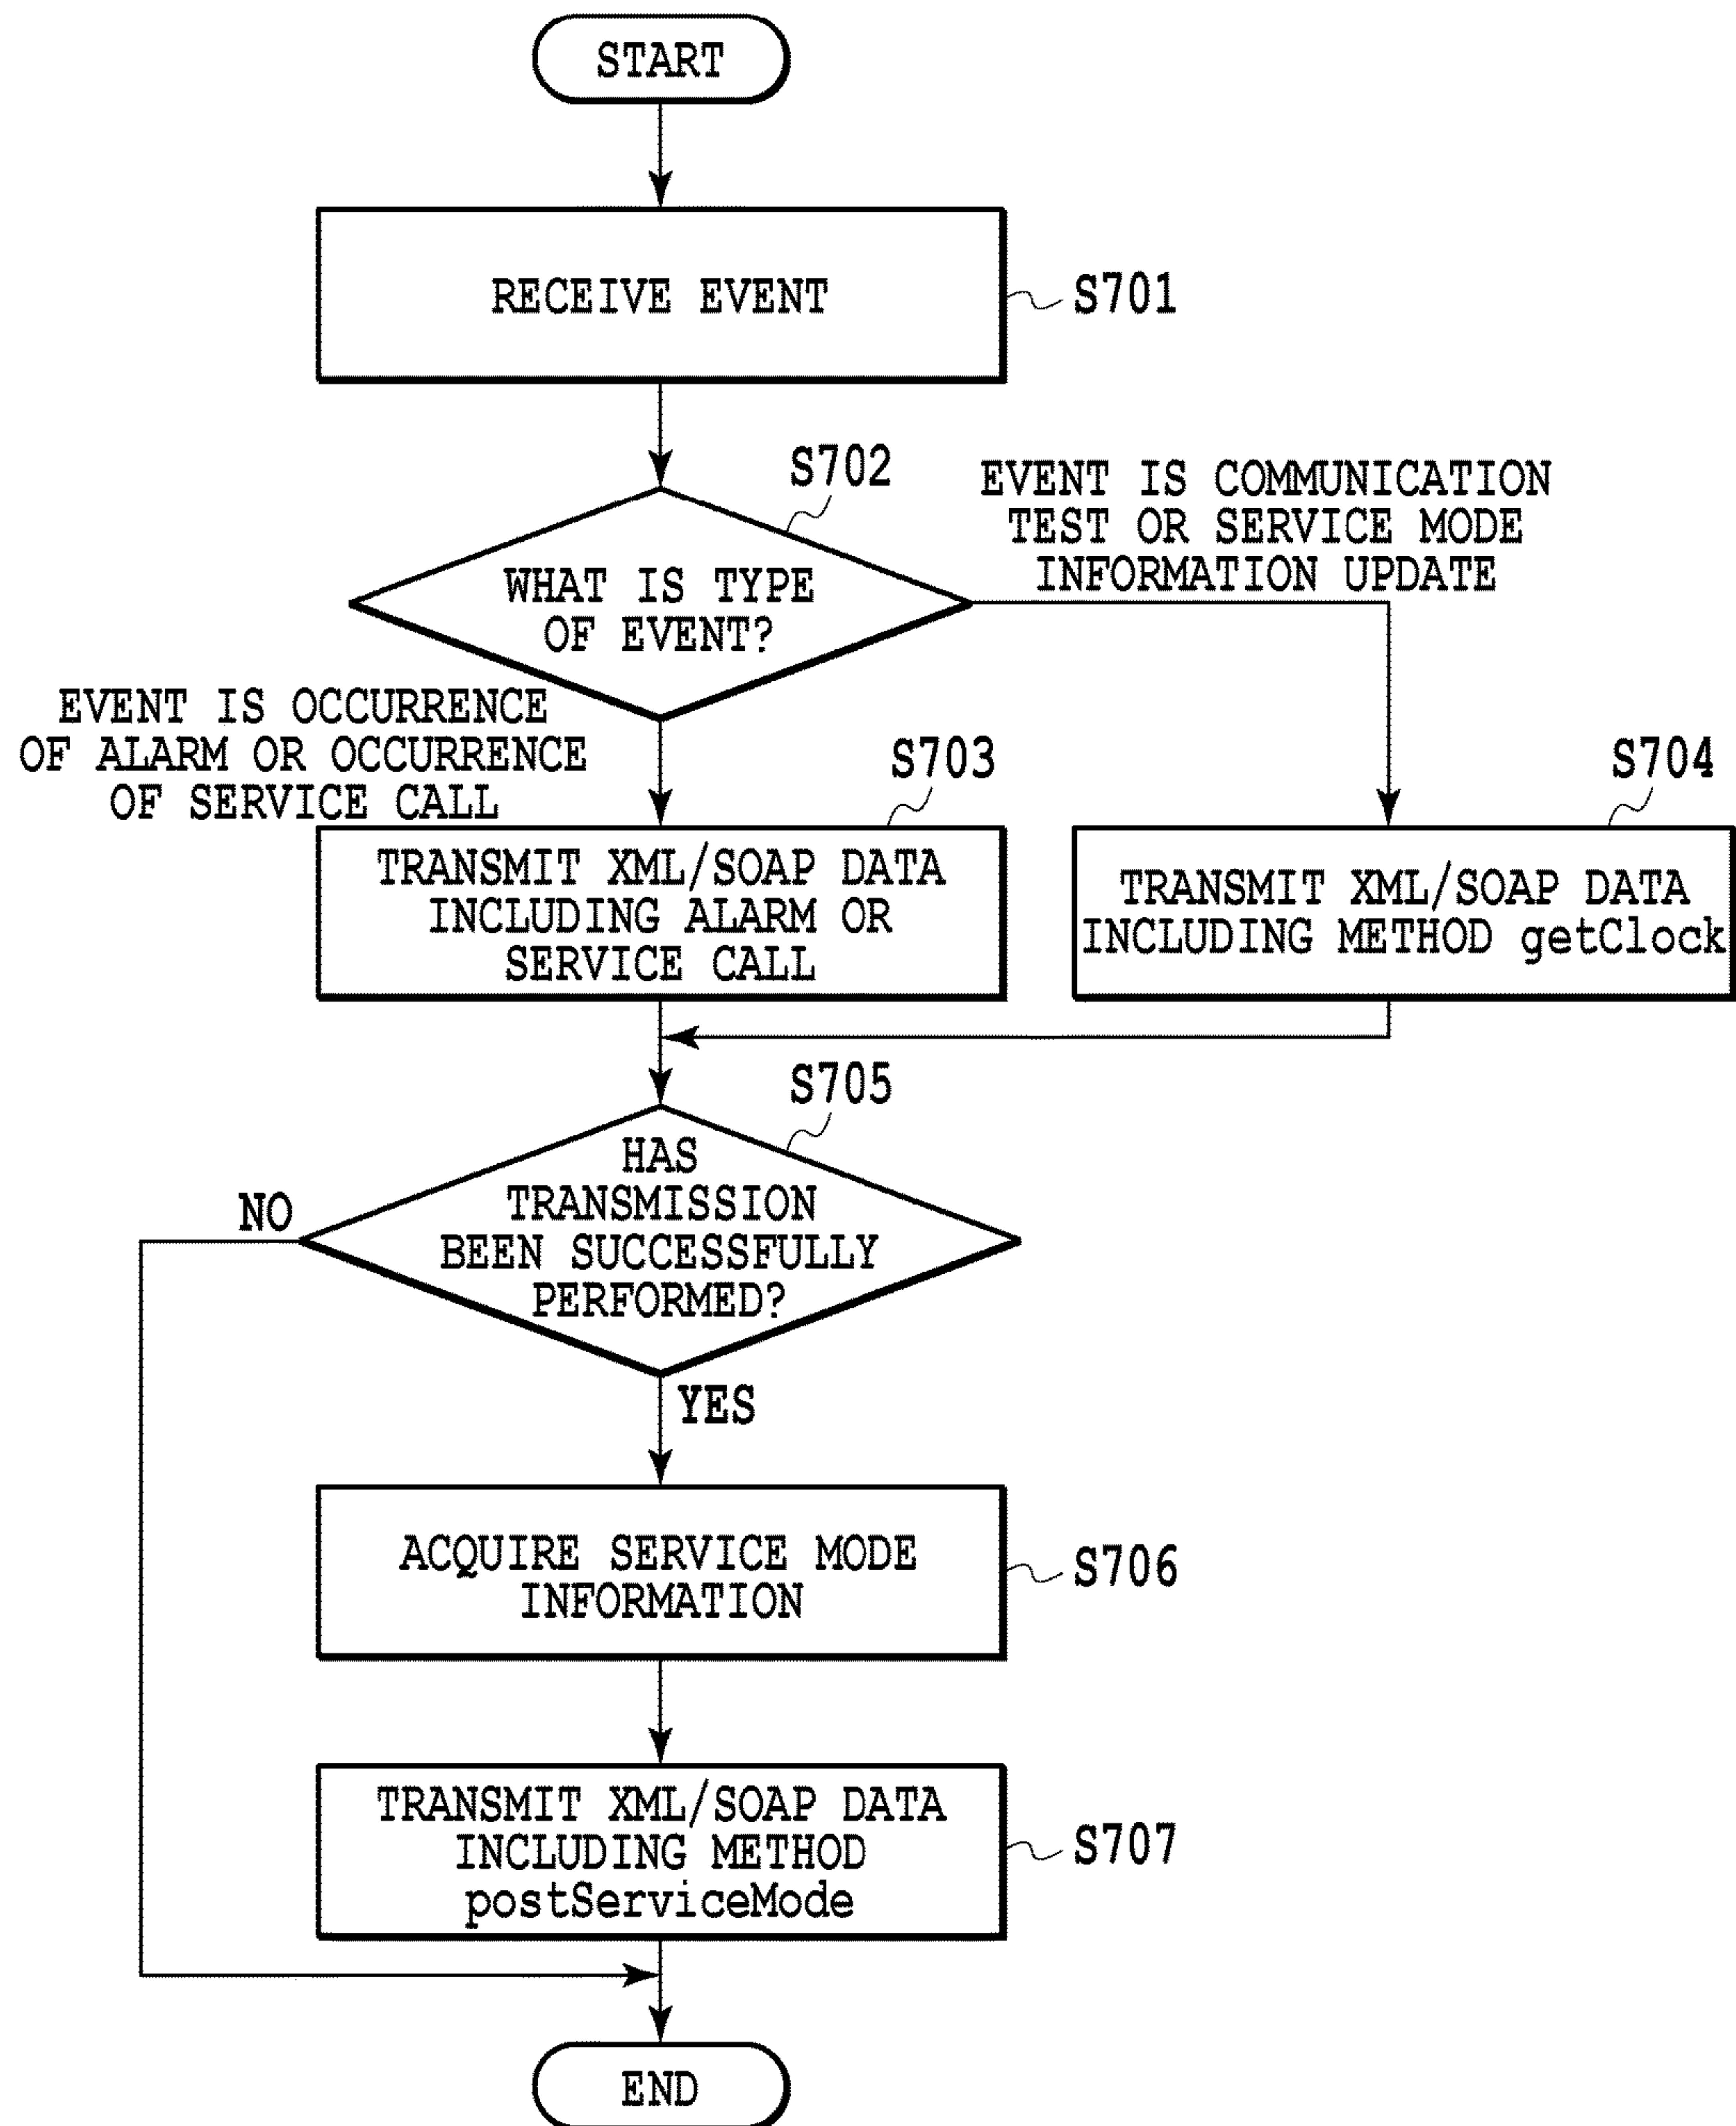 START
RECEIVE EVENT
S701
S702
WHAT IS TYPE
OF EVENT?
EVENT IS COMMUNICATION
TEST OR SERVICE MODE
INFORMATION UPDATE
EVENT IS OCCURRENCE
OF ALARM OR OCCURRENCE
OF SERVICE CALL
S703
TRANSMIT XML/SOAP DATA
INCLUDING ALARM OR
SERVICE CALL
S704
TRANSMIT XML/SOAP DATA
INCLUDING METHOD getClock
S705
HAS
TRANSMISSION
BEEN SUCCESSFULLY
PERFORMED?
NO
YES
ACQUIRE SERVICE MODE
INFORMATION
S706
TRANSMIT XML/SOAP DATA
INCLUDING METHOD
postServiceMode
S707
END